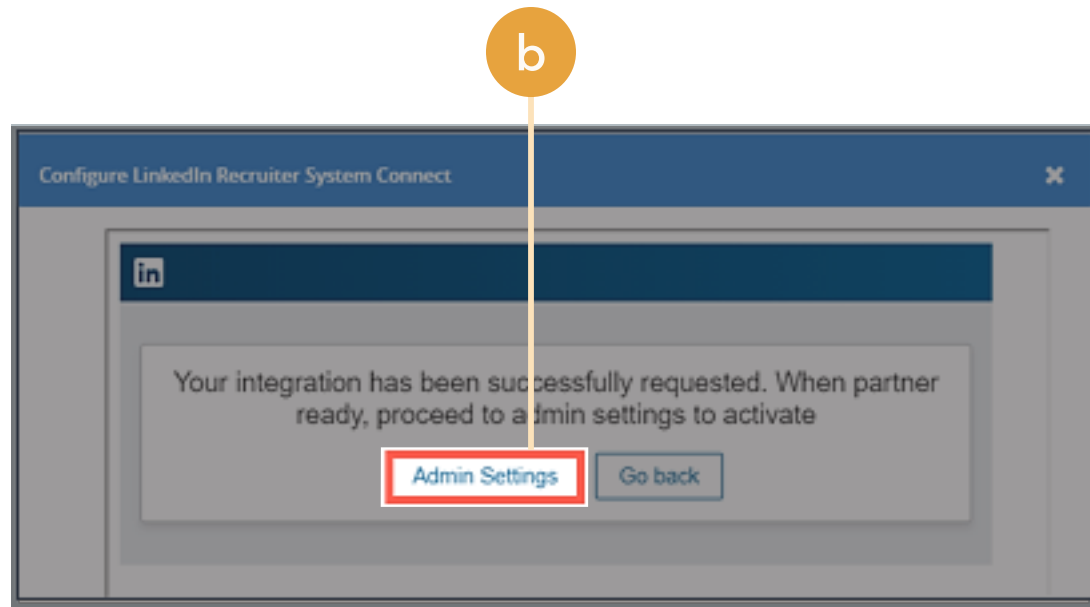 b
Configure LinkedIn Recruiter System Connect
in
Your integration has been successfully requested. When partner
ready, proceed to admin settings to activate
Admin Settings Go back